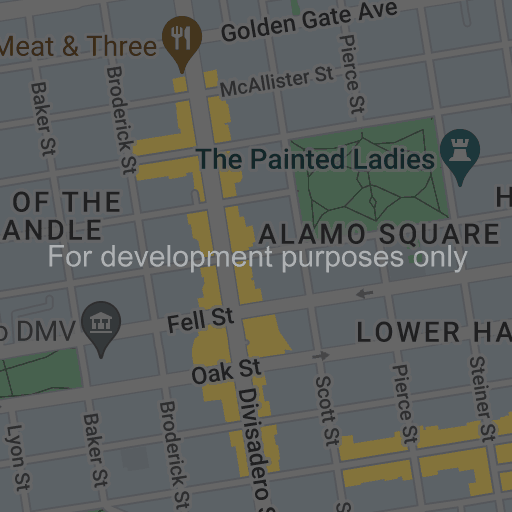 Golden Gate Ave
Meat & Three
McAllister St
Pierce St
Baker St
Broderick St
The Painted Ladies
OF THE
ANDLE
H
ALAMO SQUARE
For development purposes only
Fell St
o DMV
LOWER HA
Oak St
Scott St
Pierce St
Steiner St
Divisadero S
Lyon St
Baker St
Broderick St
S